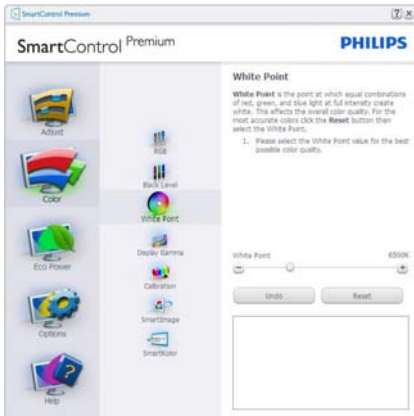 SmartControl Premium
SmartControl Premium
PHILIPS
Adjust
Color
Eco Power
Options
Help
RGB
Black Level
White Point
Display Gamma
Calibration
SmartImage
SmartKolor
White Point
White Point is the point at which equal combinations
of red, green, and blue light at full intensity create
white. This effects the overall color quality. For the
most accurate colors click the Reset button then
select the White Point.
1. Please select the White Point value for the best
possible color quality.
White Point 6500K
Undo Reset